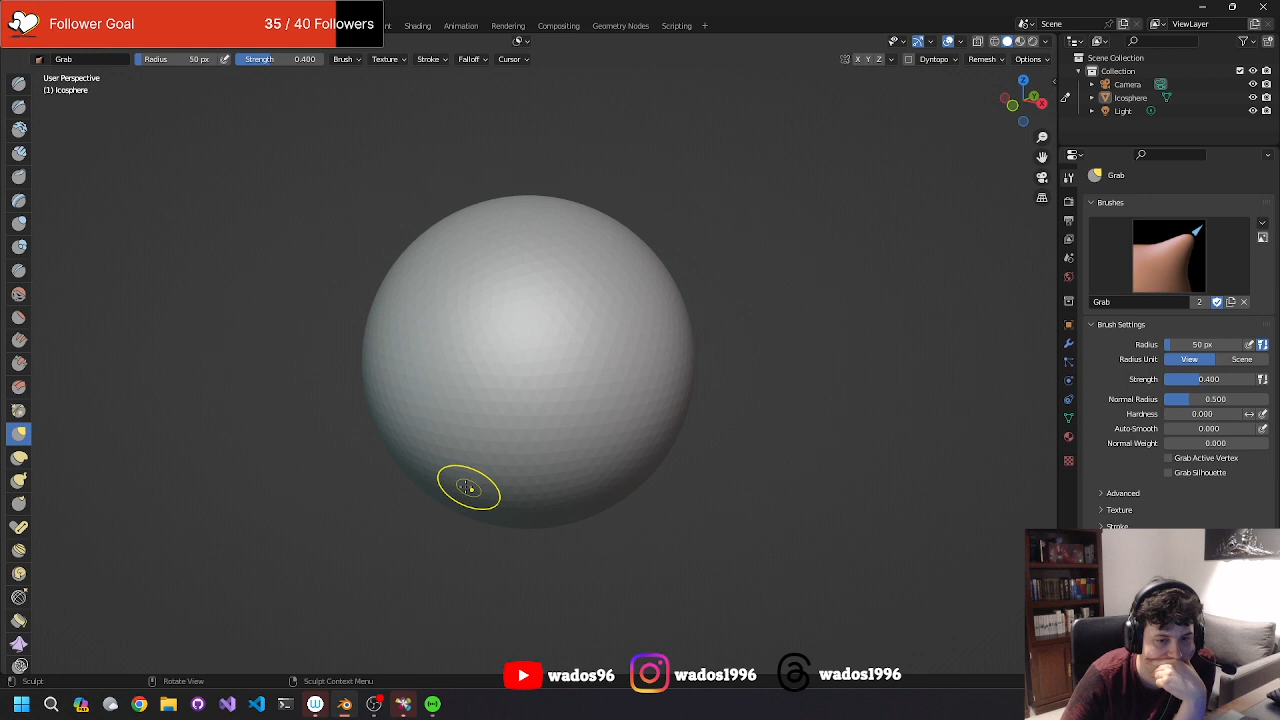 Follower Goal
35 / 40 Followers
Shading Animation Rendering Compositing Geometry Nodes Scripting +
Scene
ViewLayer
Grab
Radius 50 px
Strength 0.400
Brush Texture Stroke Falloff Cursor
X Y Z
Dyntopo Remesh Options
User Perspective
(1) Icosphere
Z
Y
X
Scene Collection
Collection
Camera
Icosphere
Light
Grab
Brushes
Grab 2
Brush Settings
Radius 50 px
Radius Unit View Scene
Strength 0.400
Normal Radius 0.500
Hardness 0.000
Auto-Smooth 0.000
Normal Weight 0.000
Grab Active Vertex
Grab Silhouette
Advanced
Texture
Stroke
wados96
wados1996
wados1996
Sculpt
Rotate View
Sculpt Context Menu